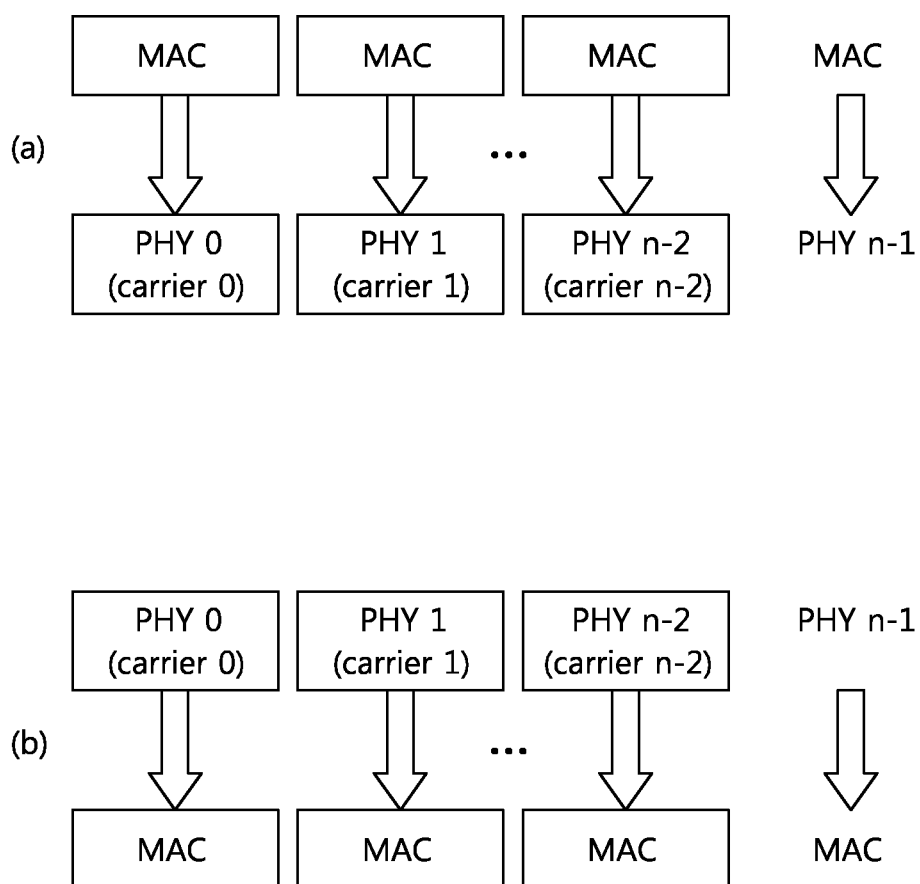 MAC MAC MAC MAC
(a) ...
PHY 0 PHY 1 PHY n-2 PHY n-1
(carrier 0) (carrier 1) (carrier n-2)
PHY 0 PHY 1 PHY n-2 PHY n-1
(carrier 0) (carrier 1) (carrier n-2)
(b) ...
MAC MAC MAC MAC